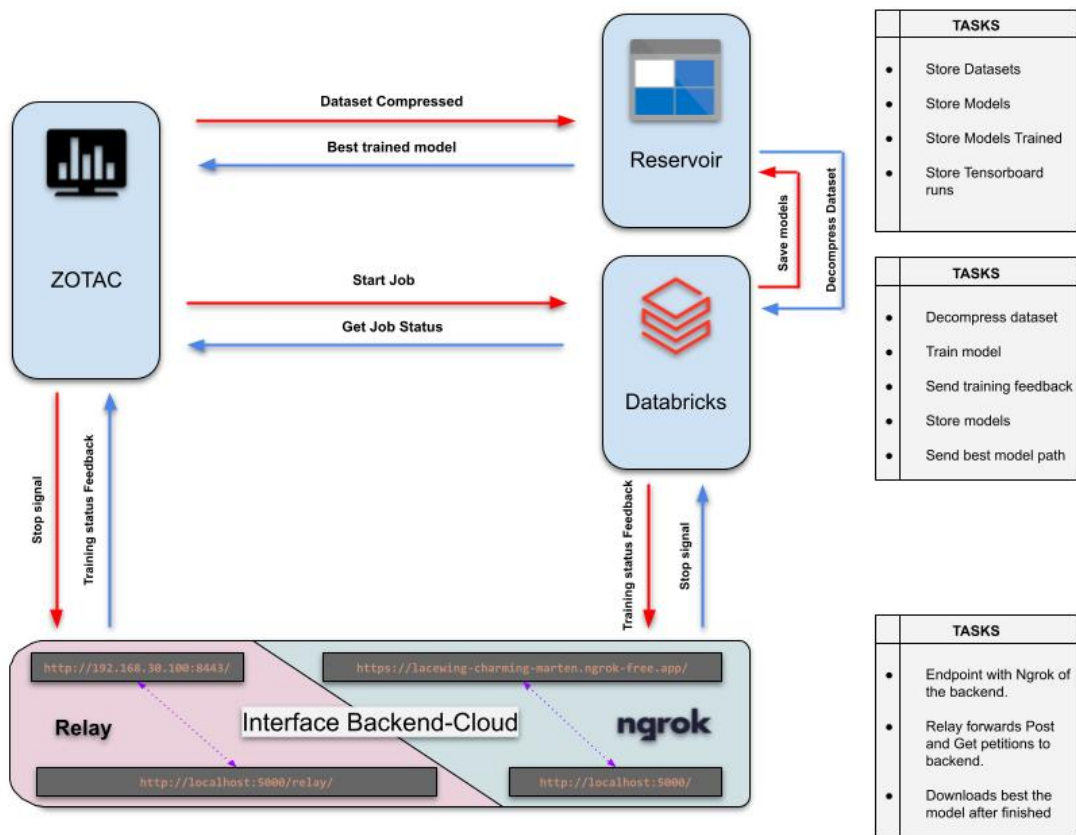 TASKS
Store Datasets
Store Models
Store Models Trained
Store Tensorboard
runs
Dataset Compressed
Best trained model
Reservoir
ZOTAC
Save models
Decompress Dataset
Start Job
Get Job Status
Databricks
TASKS
Decompress dataset
Train model
Send training feedback
Store models
Send best model path
Stop signal
Training status Feedback
Training status Feedback
Stop signal
http://192.168.30.100:8443/
https://lacewing-charming-marten.ngrok-free.app/
Relay
Interface Backend-Cloud
ngrok
http://localhost:5000/relay/
http://localhost:5000/
TASKS
Endpoint with Ngrok of
the backend.
Relay forwards Post
and Get petitions to
backend.
Downloads best the
model after finished